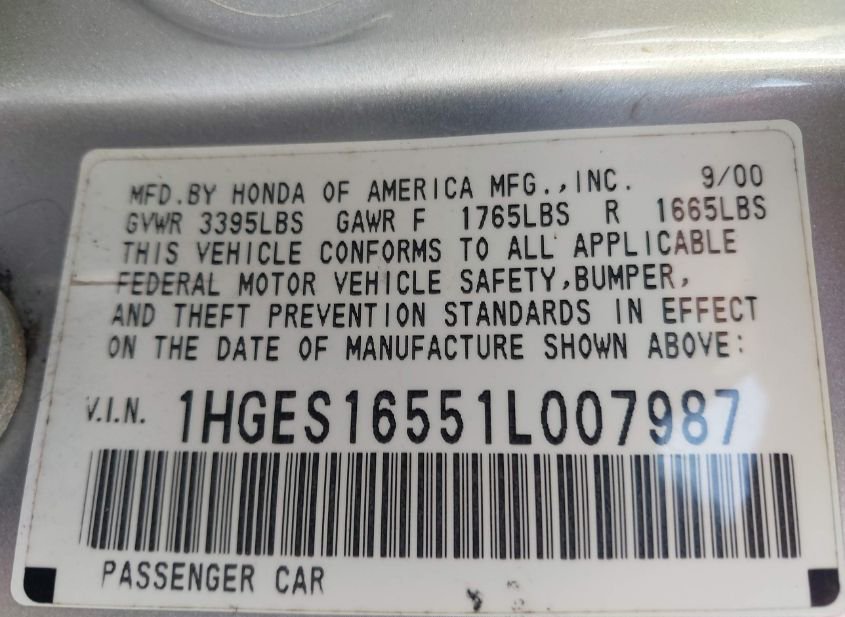 MFD.BY HONDA OF AMERICA MFG.,INC. 9/00
GVWR 3395LBS GAWR F 1765LBS R 1665LBS
THIS VEHICLE CONFORMS TO ALL APPLICABLE
FEDERAL MOTOR VEHICLE SAFETY,BUMPER,
AND THEFT PREVENTION STANDARDS IN EFFECT
ON THE DATE OF MANUFACTURE SHOWN ABOVE:
V.I.N. 1HGES16551L007987
PASSENGER CAR